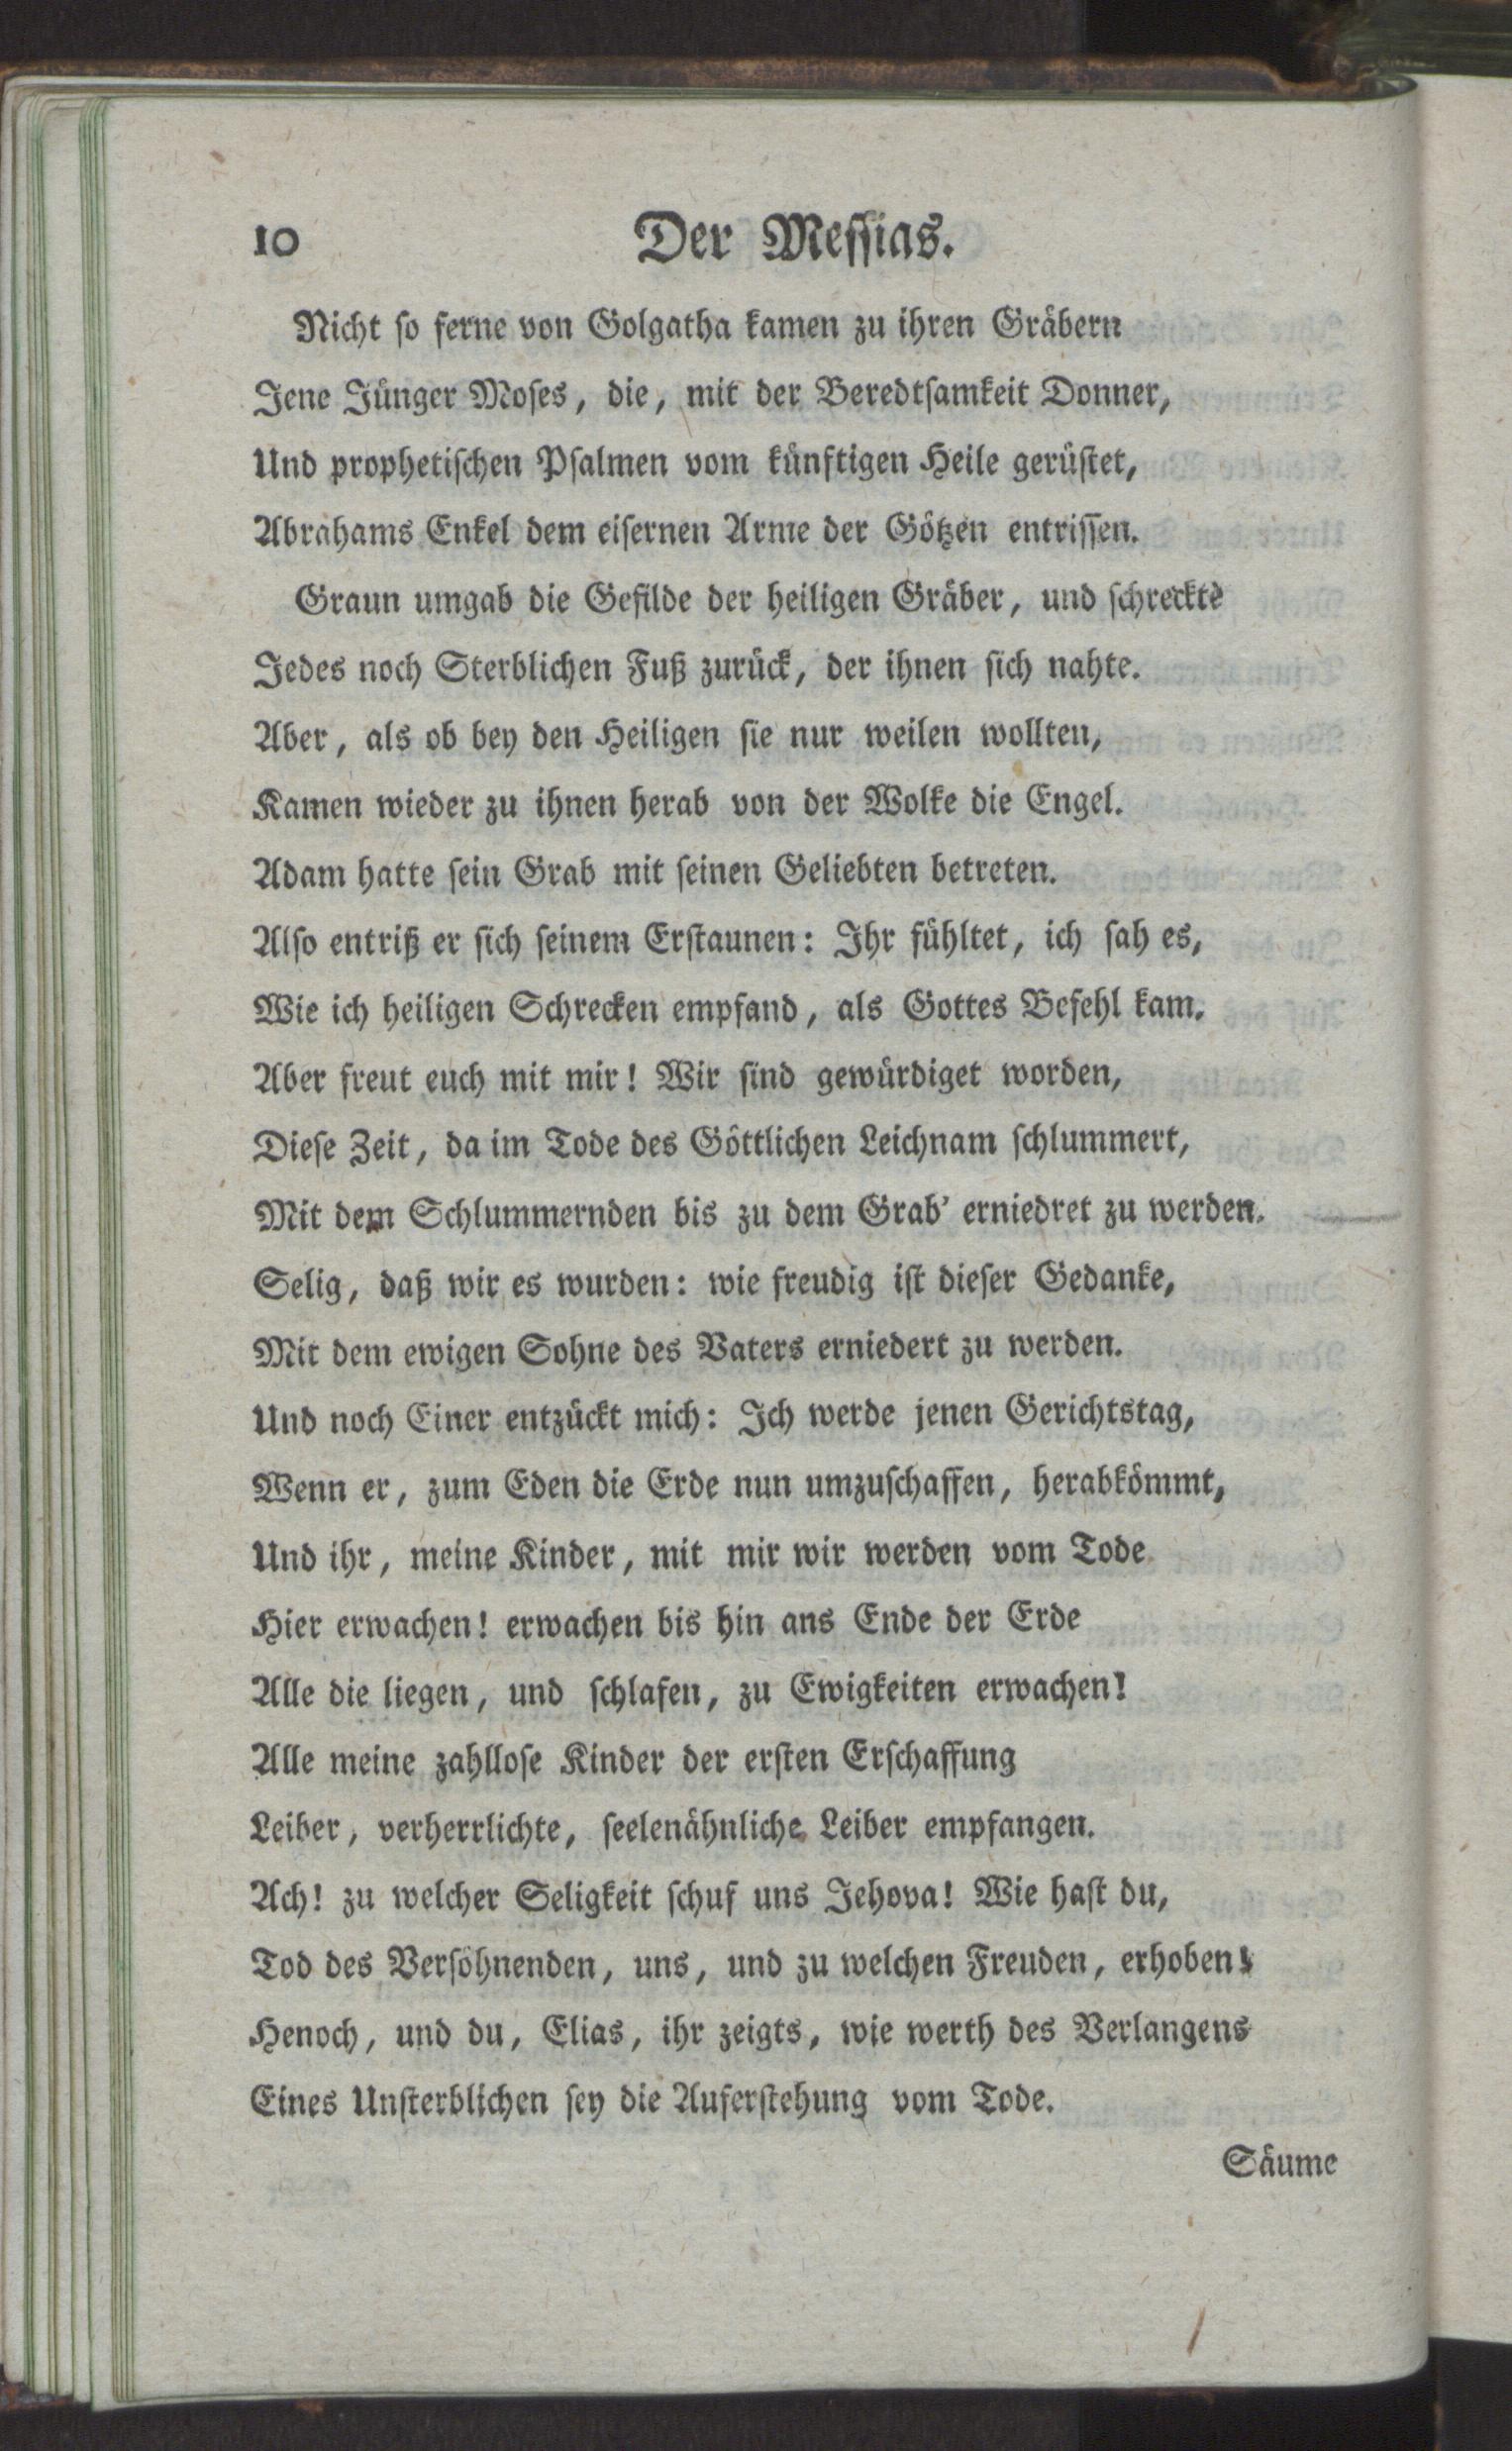 10 Der Messias.
Nicht so ferne von Golgatha kamen zu ihren Gräbern
Jene Jünger Moses, die, mit der Beredtsamkeit Donner,
Und prophetischen Psalmen vom künftigen Heile gerüstet,
Abrahams Enkel dem eisernen Arme der Götzen entrissen.
Graun umgab die Gefilde der heiligen Gräber, und schreckte
Jedes noch Sterblichen Fuß zurück, der ihnen sich nahte.
Aber, als ob bey den Heiligen sie nur weilen wollten,
Kamen wieder zu ihnen herab von der Wolke die Engel.
Adam hatte sein Grab mit seinen Geliebten betreten.
Also entriß er sich seinem Erstaunen: Ihr fühltet, ich sah es,
Wie ich heiligen Schrecken empfand, als Gottes Befehl kam.
Aber freut euch mit mir! Wir sind gewürdiget worden,
Diese Zeit, da im Tode des Göttlichen Leichnam schlummert,
Mit dem Schlummernden bis zu dem Grab' erniedret zu werden.
Selig, daß wir es wurden: wie freudig ist dieser Gedanke,
Mit dem ewigen Sohne des Vaters erniedert zu werden.
Und noch Einer entzückt mich: Ich werde jenen Gerichtstag,
Wenn er, zum Eden die Erde nun umzuschaffen, herabkömmt,
Und ihr, meine Kinder, mit mir wir werden vom Tode
Hier erwachen! erwachen bis hin ans Ende der Erde
Alle die liegen, und schlafen, zu Ewigkeiten erwachen!
Alle meine zahllose Kinder der ersten Erschaffung
Leiber, verherrlichte, seelenähnliche Leiber empfangen.
Ach! zu welcher Seligkeit schuf uns Jehova! Wie hast du,
Tod des Versöhnenden, uns, und zu welchen Freuden, erhoben!
Henoch, und du, Elias, ihr zeigts, wie werth des Verlangens
Eines Unsterblichen sey die Auferstehung vom Tode.
Säume